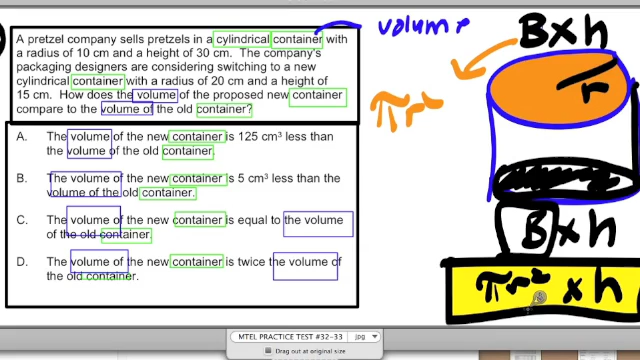 A pretzel company sells pretzels in a cylindrical container with
a radius of 10 cm and a height of 30 cm. The company's
packaging designers are considering switching to a new
cylindrical container with a radius of 20 cm and a height of
15 cm. How does the volume of the proposed new container
compare to the volume of the old container?
A. The volume of the new container is 125 cm³ less than
the volume of the old container.
B. The volume of the new container is 5 cm³ less than the
volume of the old container.
C. The volume of the new container is equal to the volume
of the old container.
D. The volume of the new container is twice the volume of
the old container.
volume
B x h
πr²
r
B x h
πr² x h
MTEL PRACTICE TEST #32-33
jpg
Drag out at original size